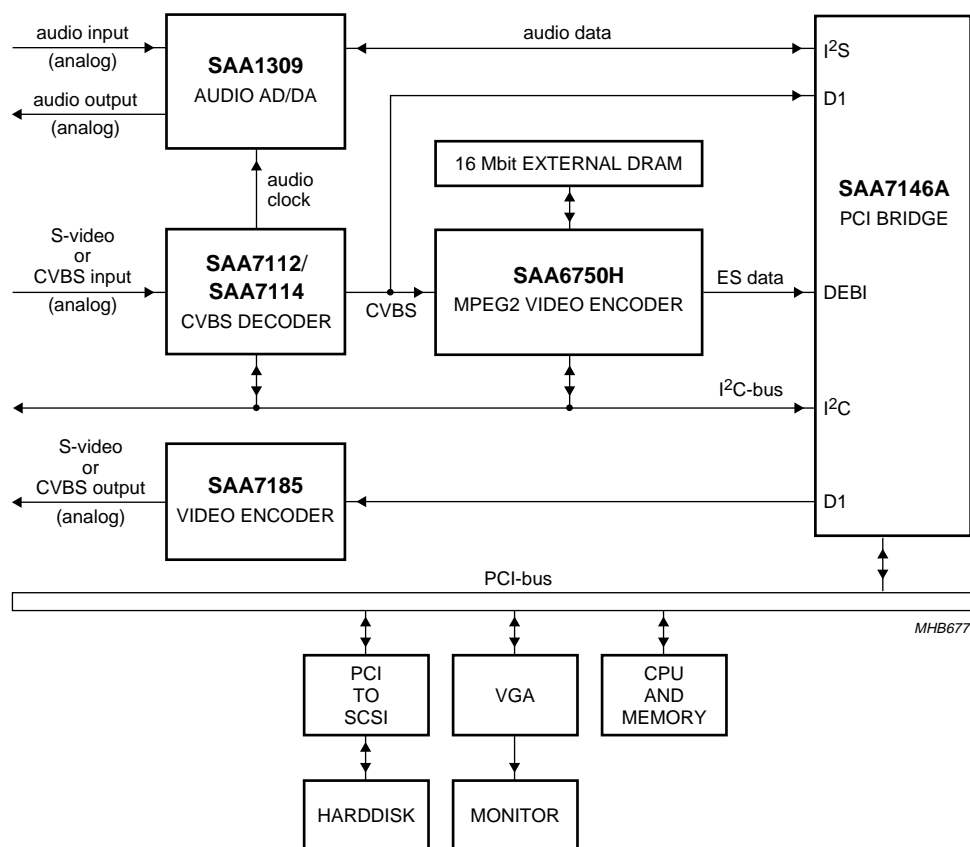 audio input
(analog)
audio output
(analog)
SAA1309
AUDIO AD/DA
audio data
I²S
D1
audio
clock
16 Mbit EXTERNAL DRAM
SAA7146A
PCI BRIDGE
S-video
or
CVBS input
(analog)
SAA7112/
SAA7114
CVBS DECODER
CVBS
SAA6750H
MPEG2 VIDEO ENCODER
ES data
DEBI
I²C-bus
I²C
S-video
or
CVBS output
(analog)
SAA7185
VIDEO ENCODER
D1
PCI-bus
MHB677
PCI
TO
SCSI
VGA
CPU
AND
MEMORY
HARDDISK
MONITOR